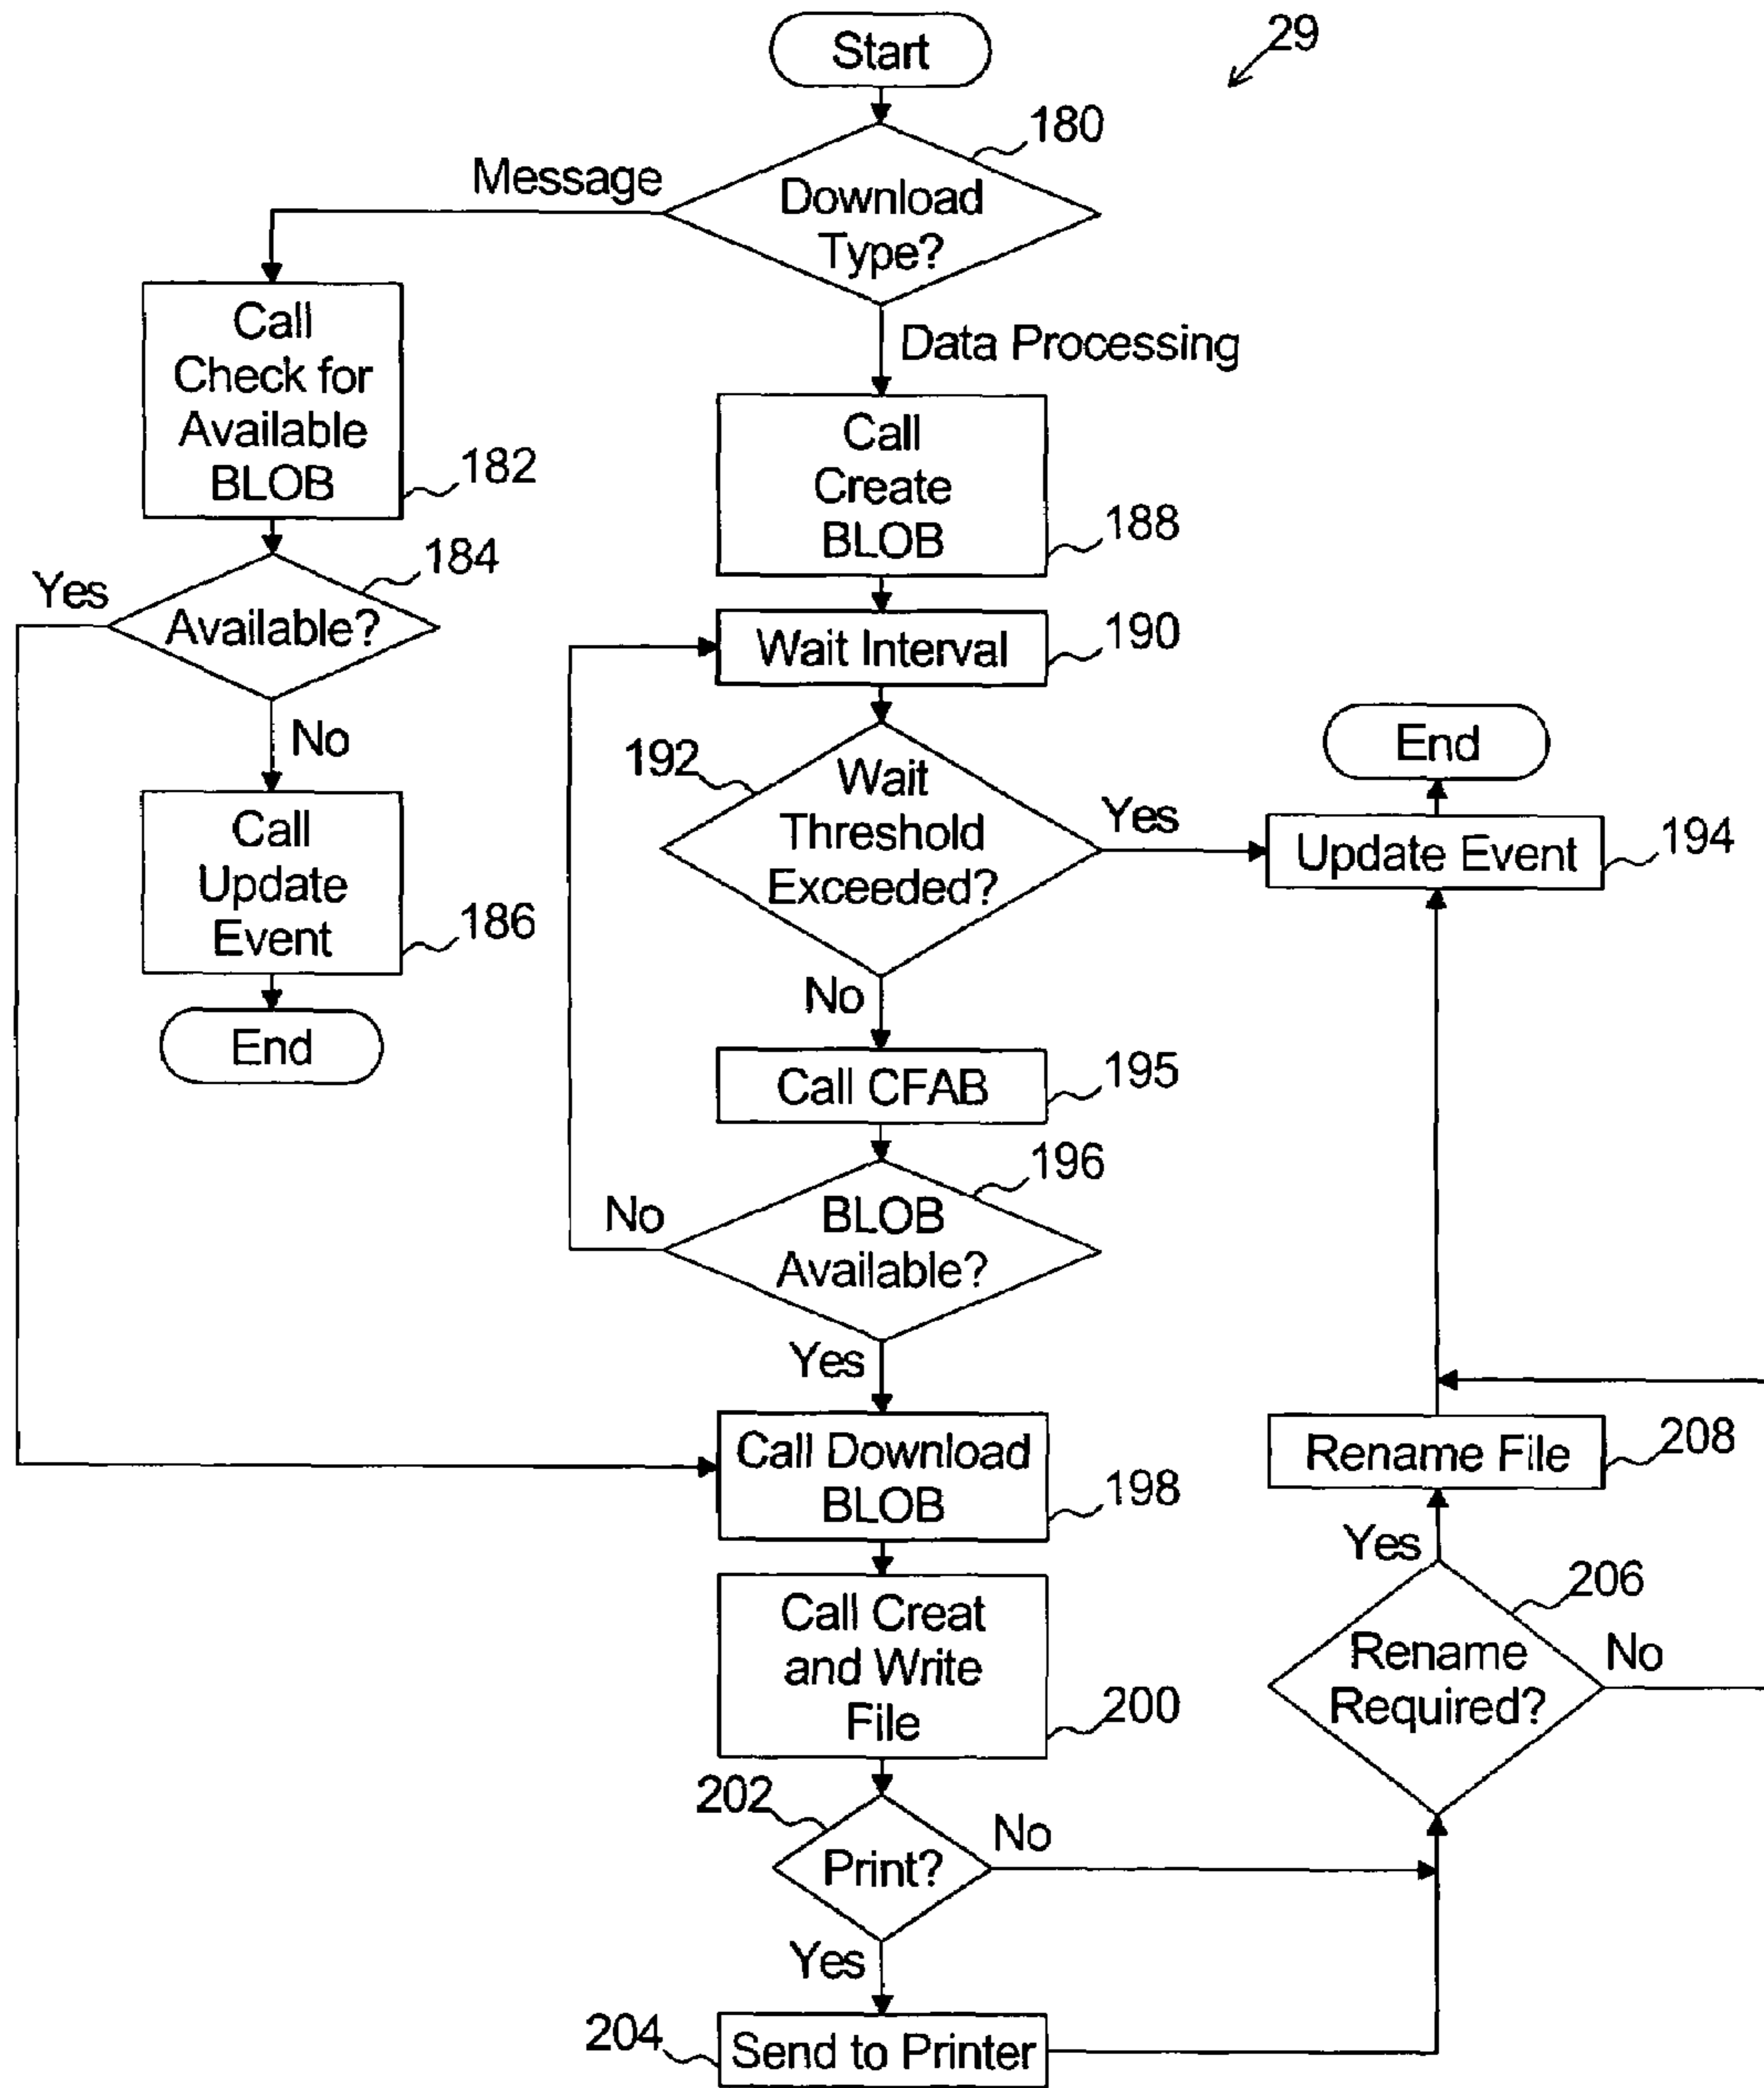 Start
29
180
Message
Download
Type?
Call
Check for
Available
BLOB
182
Data Processing
Call
Create
BLOB
188
184
Yes
Available?
Wait Interval
190
No
End
192
Wait
Threshold
Exceeded?
Yes
Update Event
194
Call
Update
Event
186
No
End
Call CFAB
195
196
No
BLOB
Available?
Yes
Call Download
BLOB
198
Rename File
208
Yes
206
Call Creat
and Write
File
200
Rename
Required?
No
202
Print?
No
Yes
204
Send to Printer